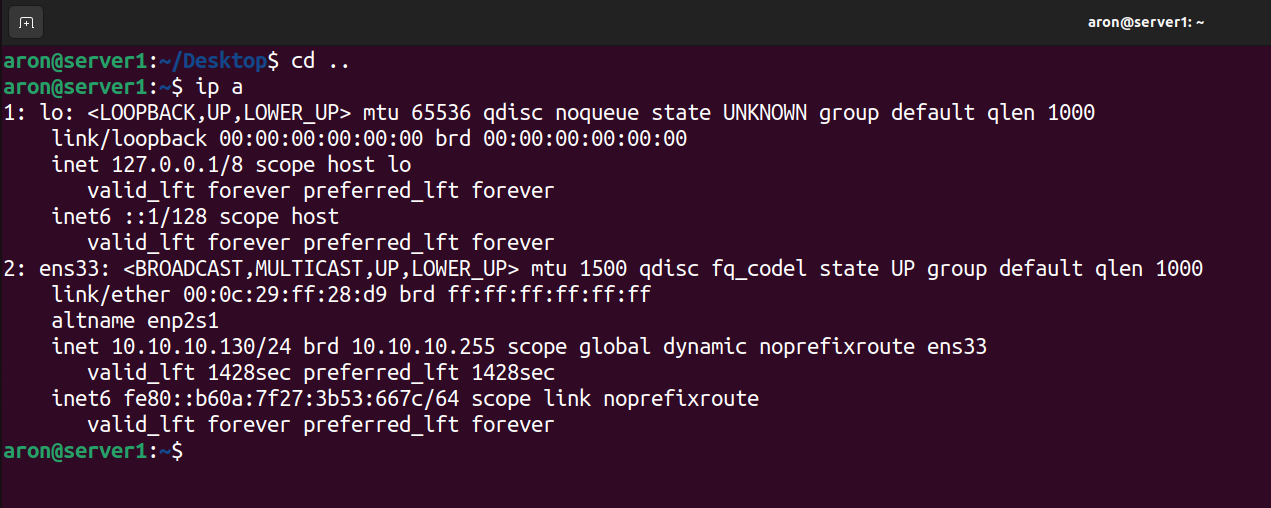 aron@server1: ~
aron@server1:~/Desktop$ cd ..
aron@server1:~$ ip a
1: lo: <LOOPBACK,UP,LOWER_UP> mtu 65536 qdisc noqueue state UNKNOWN group default qlen 1000
    link/loopback 00:00:00:00:00:00 brd 00:00:00:00:00:00
    inet 127.0.0.1/8 scope host lo
       valid_lft forever preferred_lft forever
    inet6 ::1/128 scope host
       valid_lft forever preferred_lft forever
2: ens33: <BROADCAST,MULTICAST,UP,LOWER_UP> mtu 1500 qdisc fq_codel state UP group default qlen 1000
    link/ether 00:0c:29:ff:28:d9 brd ff:ff:ff:ff:ff:ff
    altname enp2s1
    inet 10.10.10.130/24 brd 10.10.10.255 scope global dynamic noprefixroute ens33
       valid_lft 1428sec preferred_lft 1428sec
    inet6 fe80::b60a:7f27:3b53:667c/64 scope link noprefixroute
       valid_lft forever preferred_lft forever
aron@server1:~$